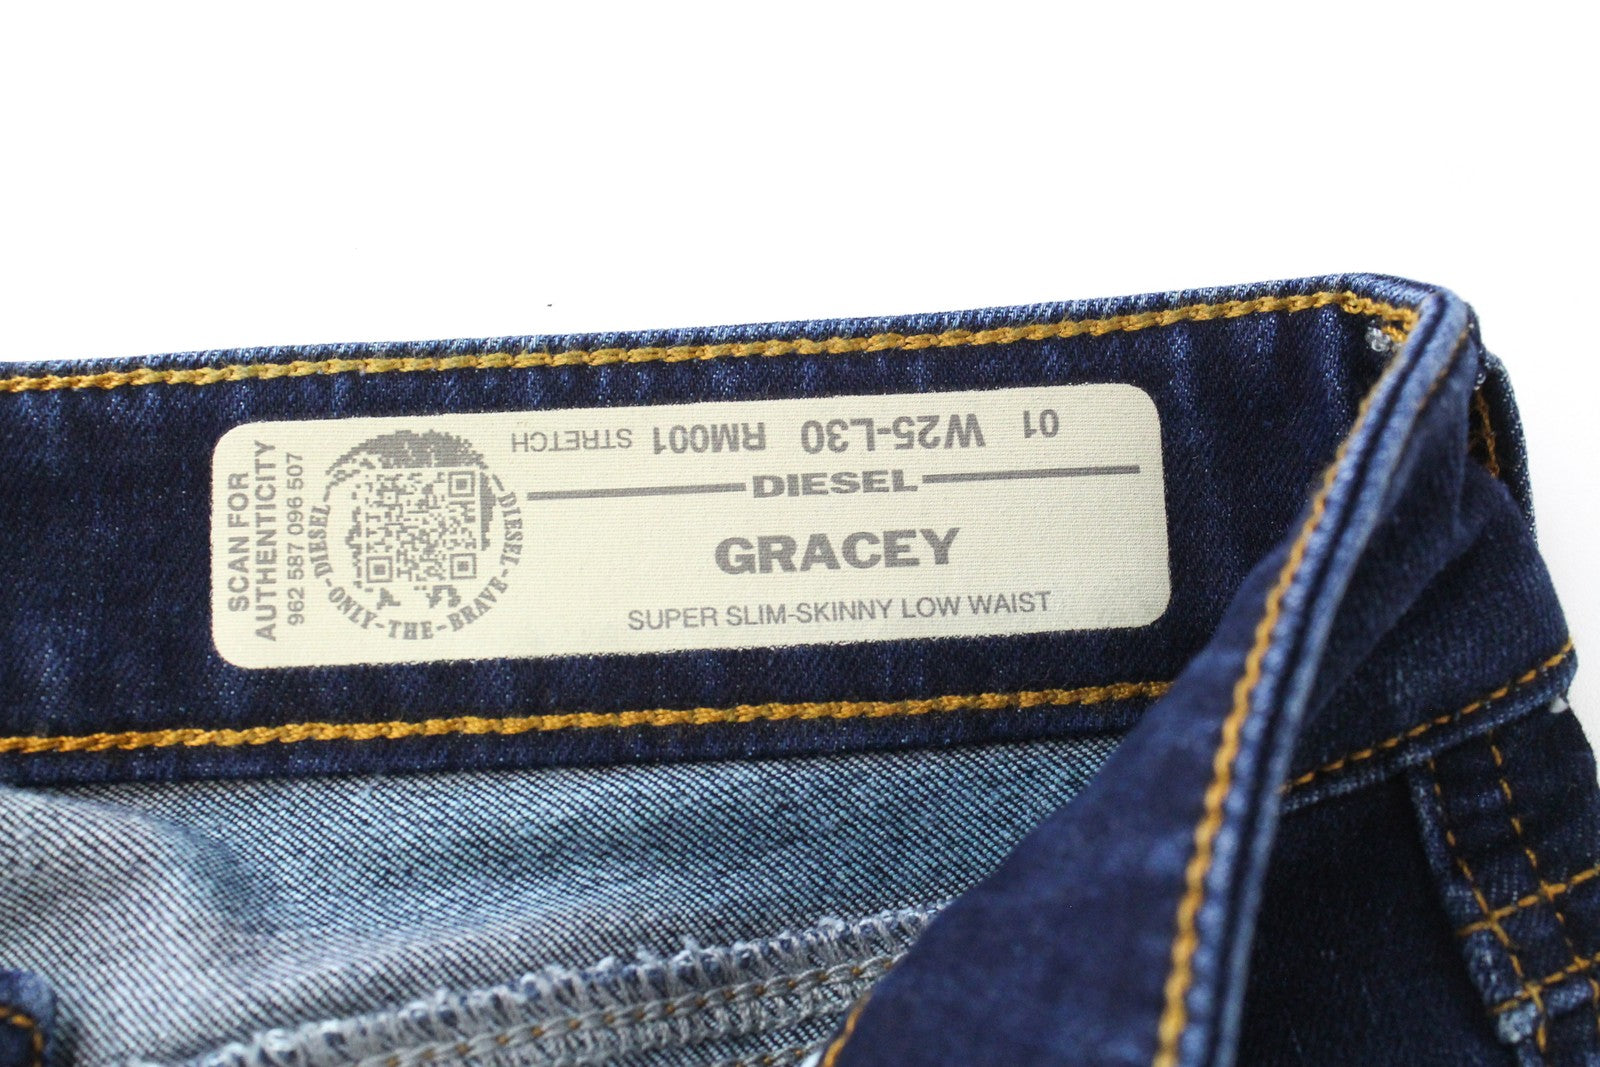 SCAN FOR
AUTHENTICITY
962 587 096 507
DIESEL-ONLY-THE-BRAVE-DIESEL
01 W25-L30 RM001 STRETCH
DIESEL
GRACEY
SUPER SLIM-SKINNY LOW WAIST